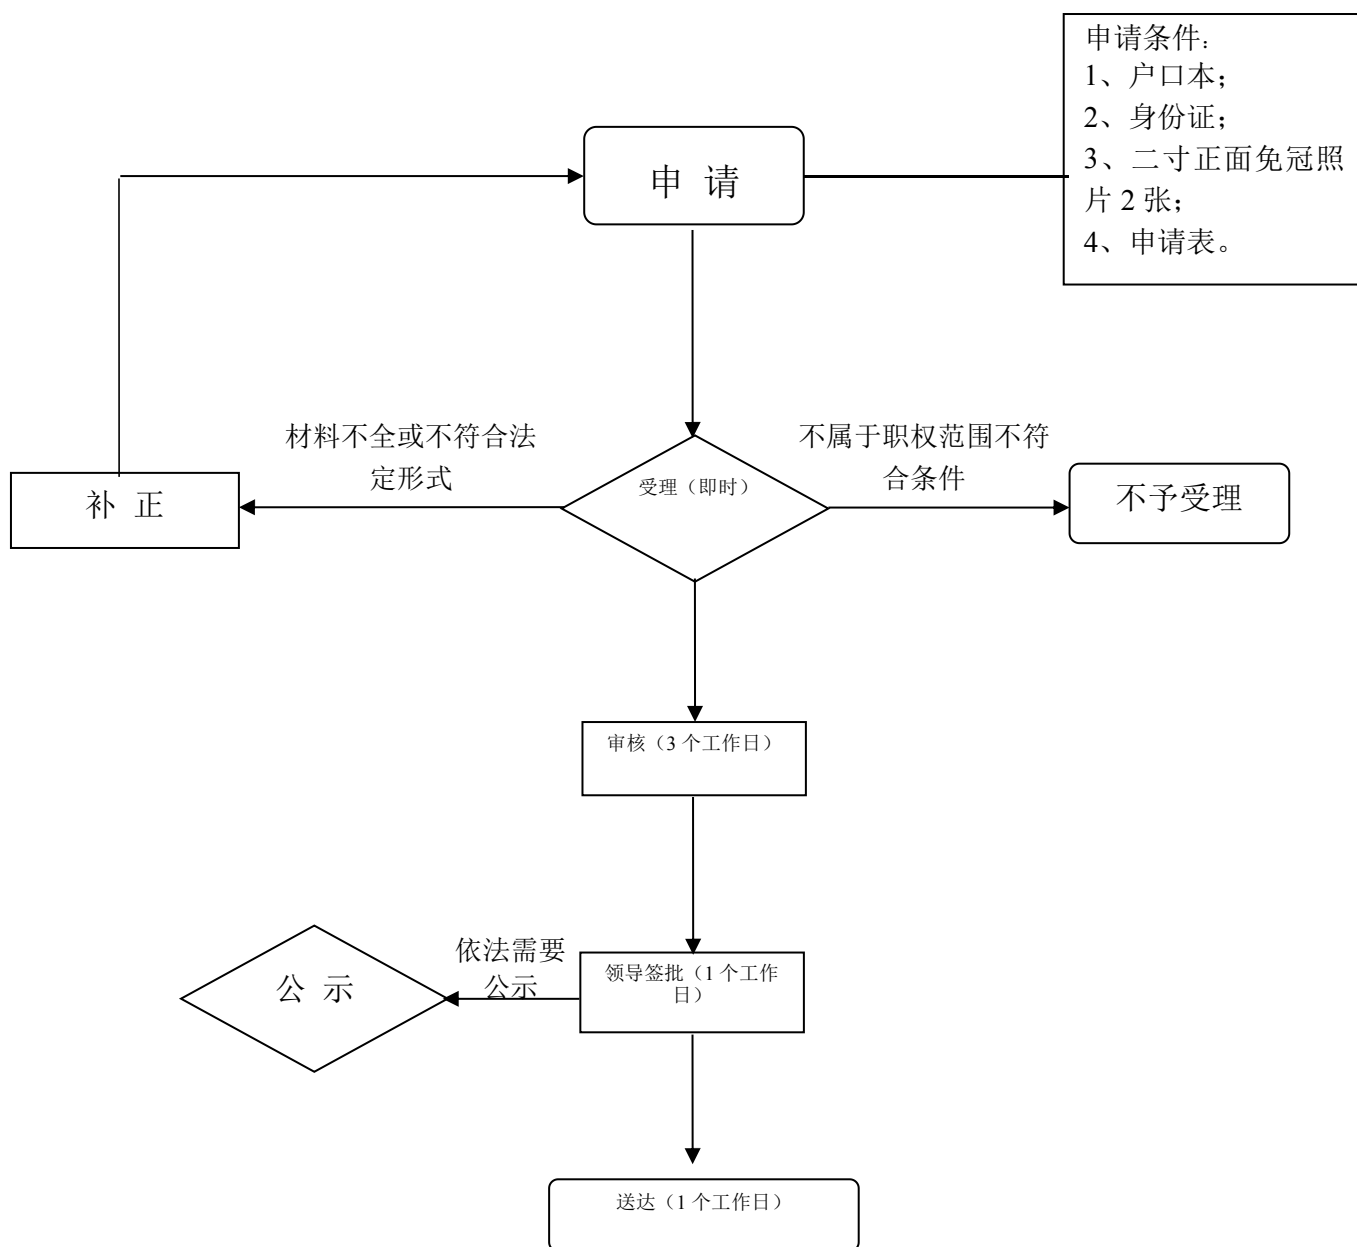 申请条件:
1、户口本；
2、身份证；
3、二寸正面免冠照
片 2 张；
4、申请表。
申 请
材料不全或不符合法
定形式
不属于职权范围不符
合条件
补 正
受理（即时）
不予受理
审核（3 个工作日）
依法需要
公示
公 示
领导签批（1 个工作
日）
送达（1 个工作日）